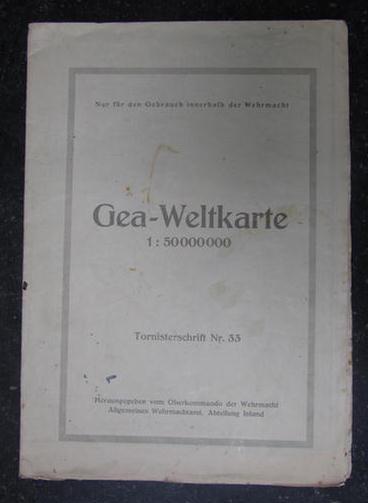 Nur für den Gebrauch innerhalb der Wehrmacht
Gea-Weltkarte
1 : 50000000
Tornisterschrift Nr. 33
Herausgegeben vom Oberkommando der Wehrmacht
Allgemeines Wehrmachtamt, Abteilung Inland